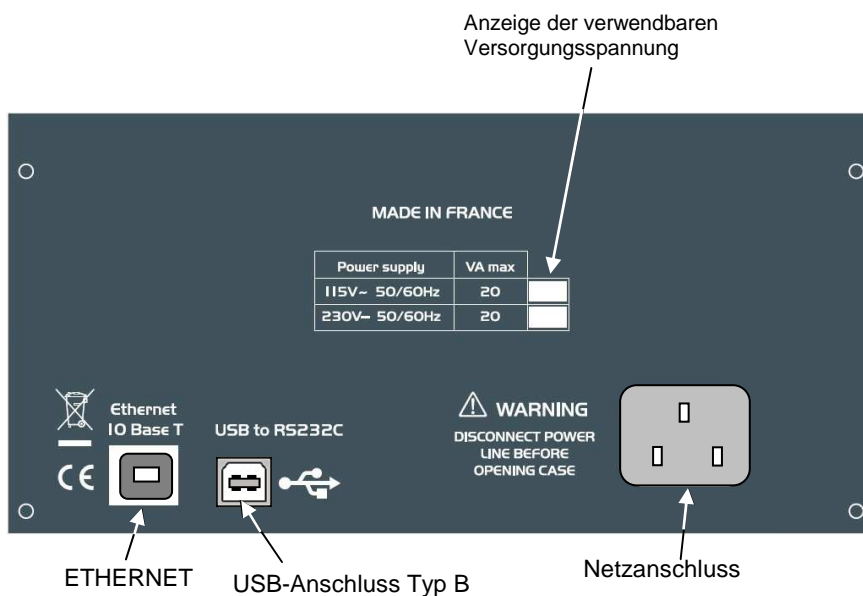 Anzeige der verwendbaren
Versorgungsspannung
MADE IN FRANCE
Power supply VA max
115V~ 50/60Hz 20
230V~ 50/60Hz 20
Ethernet
10 Base T
USB to RS232C
WARNING
DISCONNECT POWER
LINE BEFORE
OPENING CASE
CE
ETHERNET
USB-Anschluss Typ B
Netzanschluss